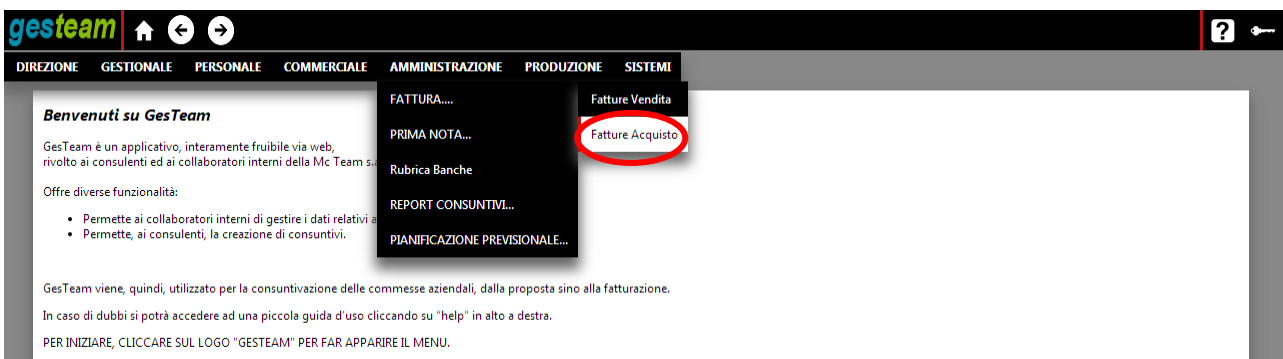 gesteam ?
DIREZIONE GESTIONALE PERSONALE COMMERCIALE AMMINISTRAZIONE PRODUZIONE SISTEMI
FATTURA.... Fatture Vendita
PRIMA NOTA... Fatture Acquisto
Rubrica Banche
REPORT CONSUNTIVI...
PIANIFICAZIONE PREVISIONALE...
Benvenuti su GesTeam
GesTeam è un applicativo, interamente fruibile via web,
rivolto ai consulenti ed ai collaboratori interni della Mc Team s.
Offre diverse funzionalità:
• Permette ai collaboratori interni di gestire i dati relativi
• Permette, ai consulenti, la creazione di consuntivi.
GesTeam viene, quindi, utilizzato per la consuntivazione delle commesse aziendali, dalla proposta sino alla fatturazione.
In caso di dubbi si potrà accedere ad una piccola guida d'uso cliccando su "help" in alto a destra.
PER INIZIARE, CLICCARE SUL LOGO "GESTEAM" PER FAR APPARIRE IL MENU.